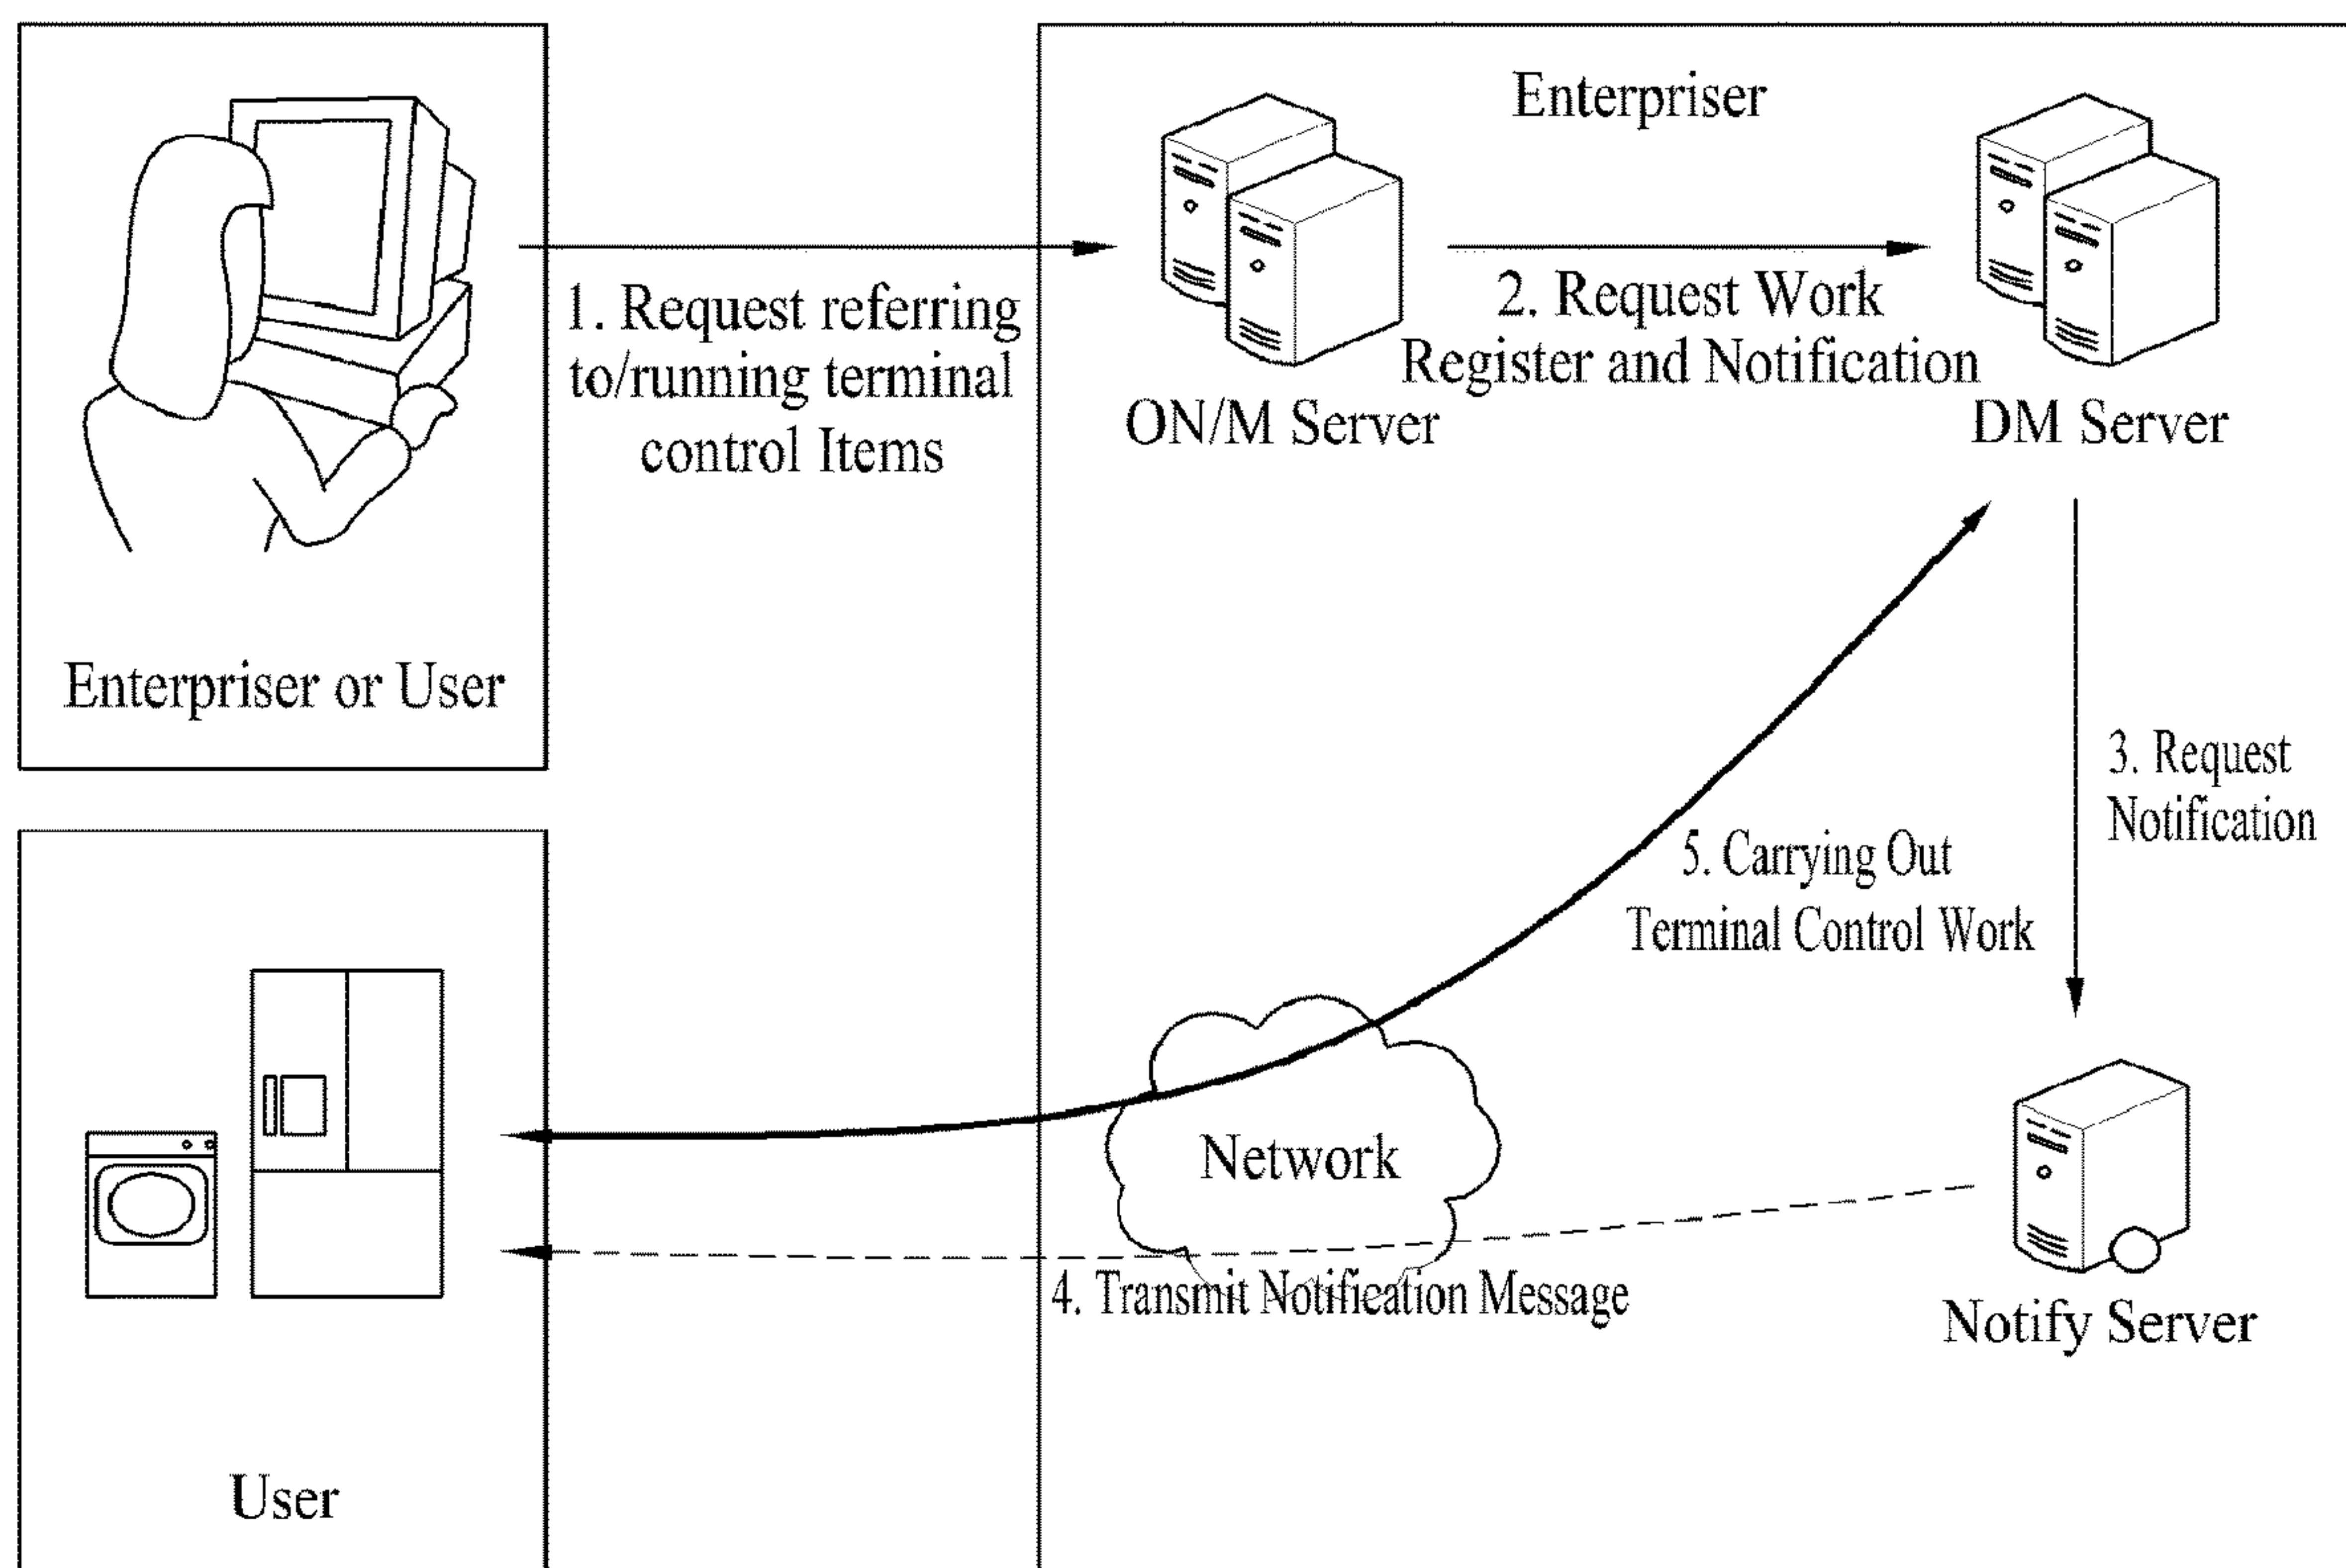 Enterpriser
1. Request referring
to/running terminal
control Items
2. Request Work
Register and Notification
ON/M Server
DM Server
Enterpriser or User
3. Request
Notification
5. Carrying Out
Terminal Control Work
Network
4. Transmit Notification Message
Notify Server
User